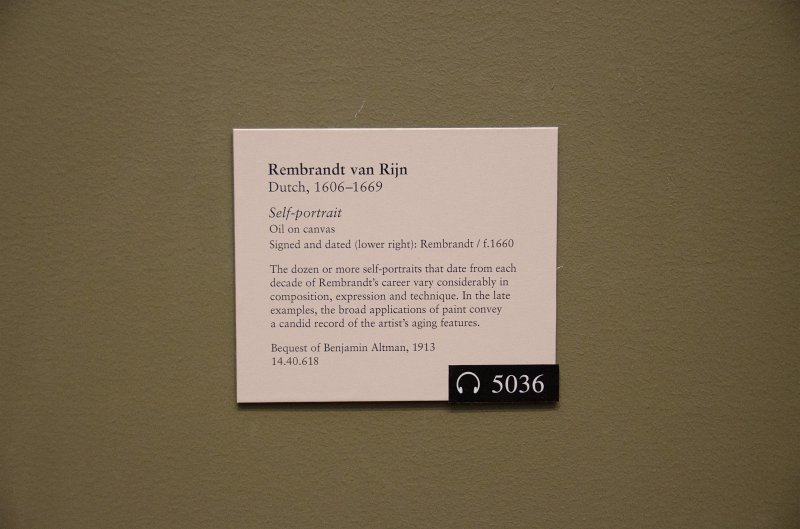 Rembrandt van Rijn
Dutch, 1606–1669
Self-portrait
Oil on canvas
Signed and dated (lower right): Rembrandt / f.1660
The dozen or more self-portraits that date from each
decade of Rembrandt's career vary considerably in
composition, expression and technique. In the late
examples, the broad applications of paint convey
a candid record of the artist's aging features.
Bequest of Benjamin Altman, 1913
14.40.618
5036